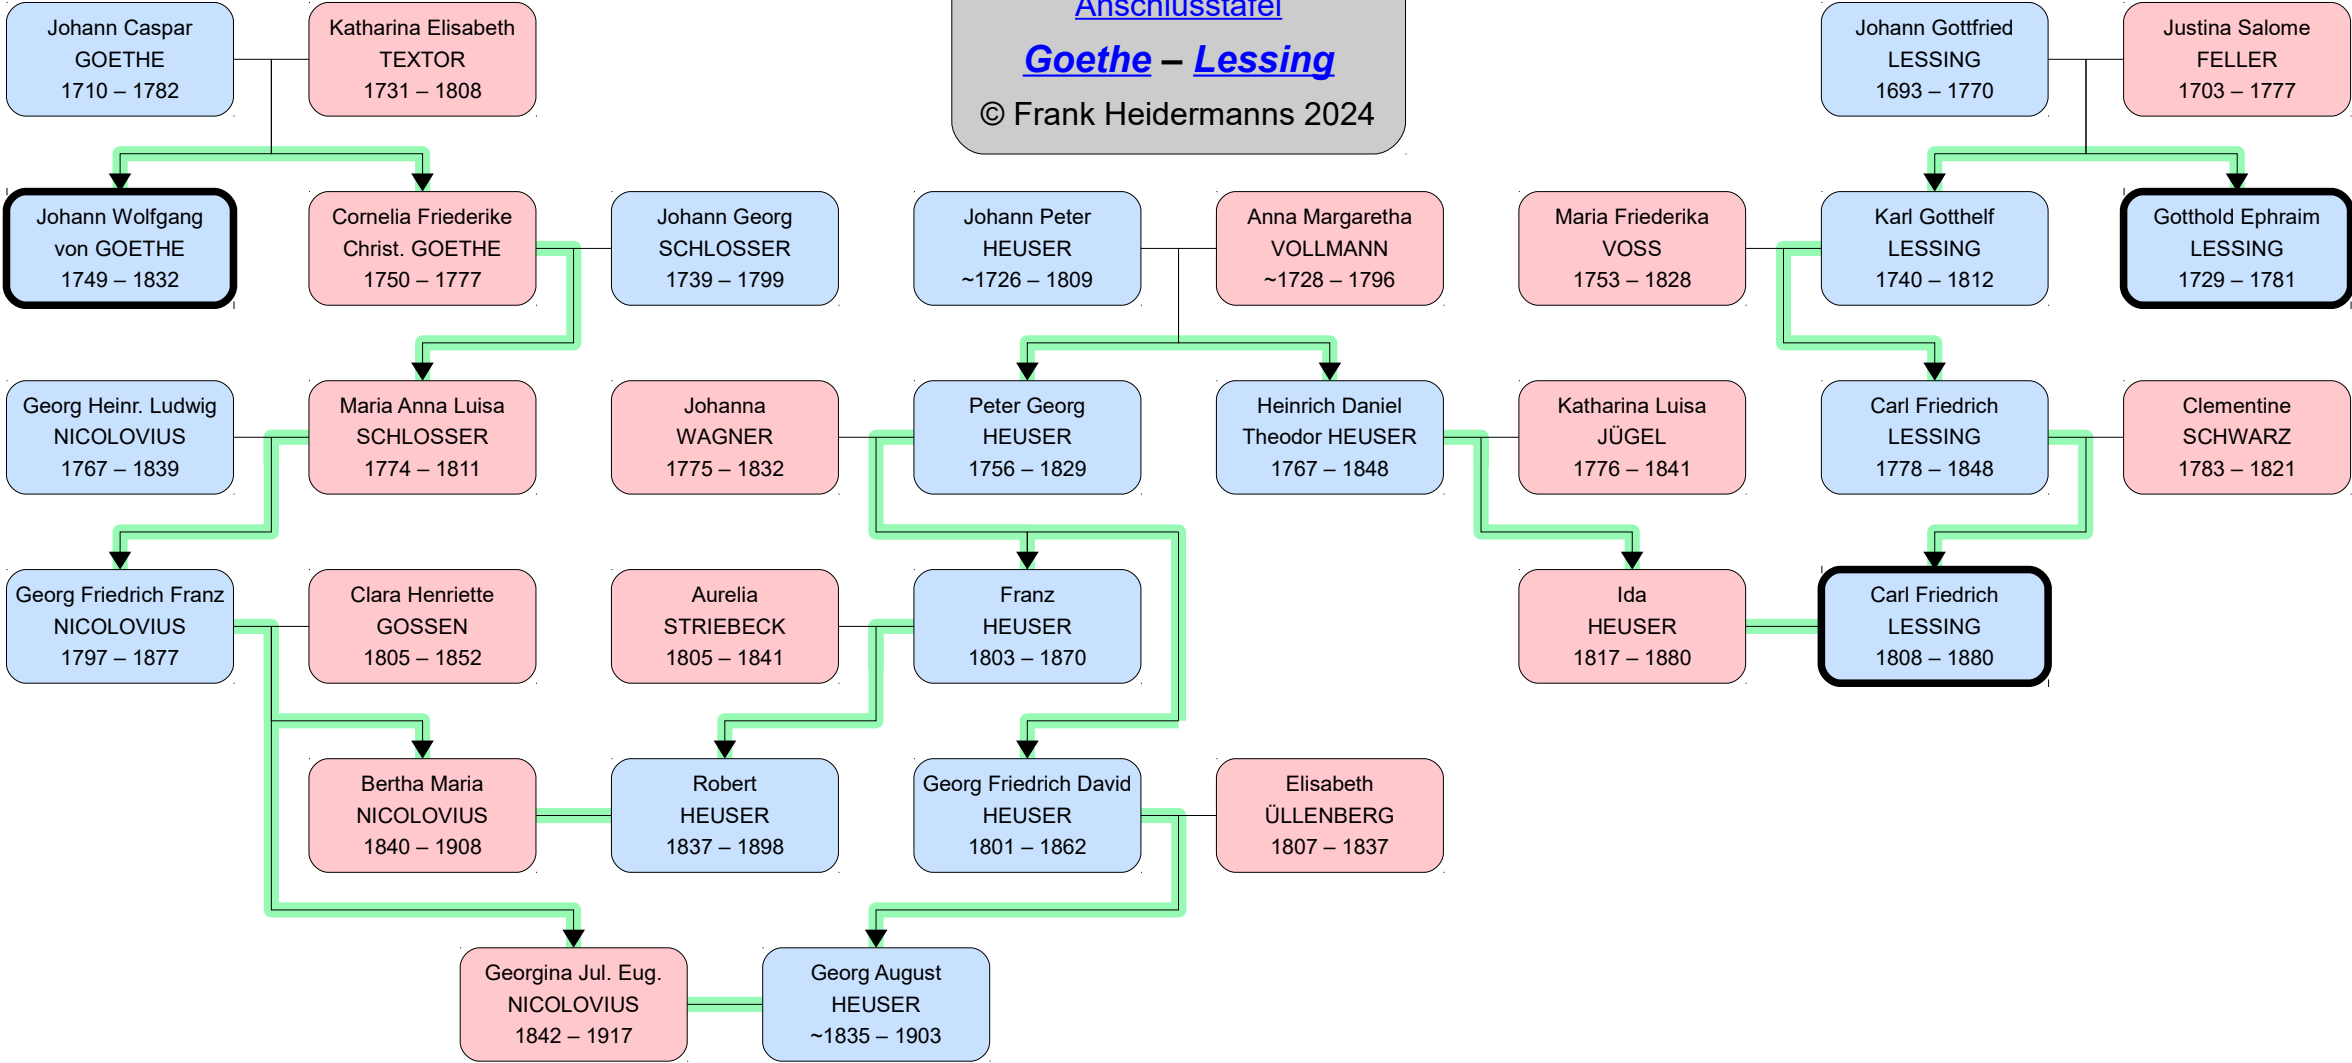 Anschlusstafel
Goethe – Lessing
© Frank Heidermanns 2024
Johann Caspar
GOETHE
1710 – 1782
Katharina Elisabeth
TEXTOR
1731 – 1808
Johann Gottfried
LESSING
1693 – 1770
Justina Salome
FELLER
1703 – 1777
Johann Wolfgang
von GOETHE
1749 – 1832
Cornelia Friederike
Christ. GOETHE
1750 – 1777
Johann Georg
SCHLOSSER
1739 – 1799
Johann Peter
HEUSER
~1726 – 1809
Anna Margaretha
VOLLMANN
~1728 – 1796
Maria Friederika
VOSS
1753 – 1828
Karl Gotthelf
LESSING
1740 – 1812
Gotthold Ephraim
LESSING
1729 – 1781
Georg Heinr. Ludwig
NICOLOVIUS
1767 – 1839
Maria Anna Luisa
SCHLOSSER
1774 – 1811
Johanna
WAGNER
1775 – 1832
Peter Georg
HEUSER
1756 – 1829
Heinrich Daniel
Theodor HEUSER
1767 – 1848
Katharina Luisa
JÜGEL
1776 – 1841
Carl Friedrich
LESSING
1778 – 1848
Clementine
SCHWARZ
1783 – 1821
Georg Friedrich Franz
NICOLOVIUS
1797 – 1877
Clara Henriette
GOSSEN
1805 – 1852
Aurelia
STRIEBECK
1805 – 1841
Franz
HEUSER
1803 – 1870
Ida
HEUSER
1817 – 1880
Carl Friedrich
LESSING
1808 – 1880
Bertha Maria
NICOLOVIUS
1840 – 1908
Robert
HEUSER
1837 – 1898
Georg Friedrich David
HEUSER
1801 – 1862
Elisabeth
ÜLLENBERG
1807 – 1837
Georgina Jul. Eug.
NICOLOVIUS
1842 – 1917
Georg August
HEUSER
~1835 – 1903